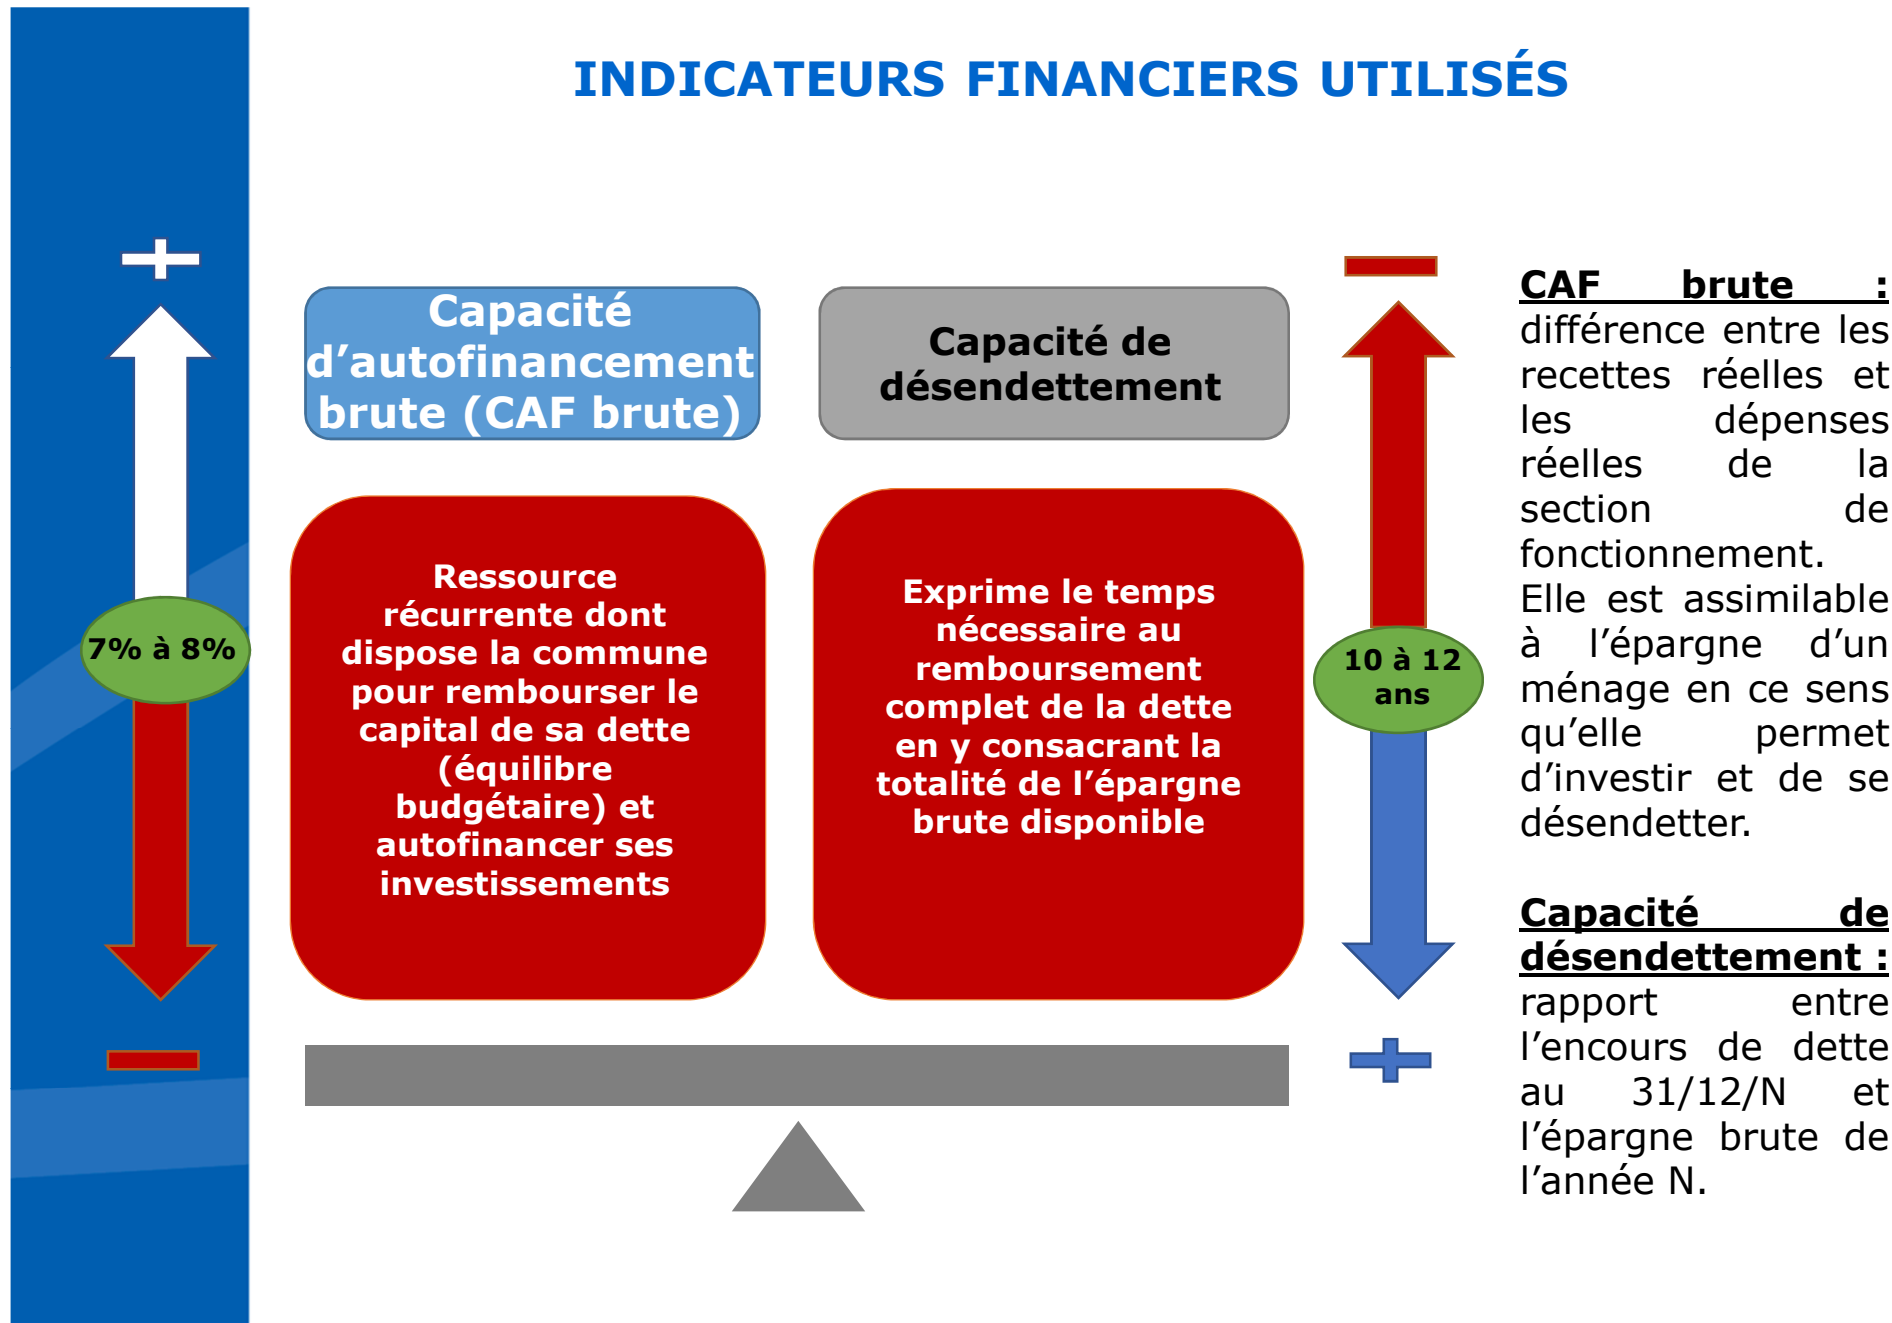 INDICATEURS FINANCIERS UTILISÉS
7% à 8%
Capacité
d’autofinancement
brute (CAF brute)
Ressource
récurrente dont
dispose la commune
pour rembourser le
capital de sa dette
(équilibre
budgétaire) et
autofinancer ses
investissements
Capacité de
désendettement
Exprime le temps
nécessaire au
remboursement
complet de la dette
en y consacrant la
totalité de l’épargne
brute disponible
10 à 12
ans
CAF brute :
différence entre les
recettes réelles et
les dépenses
réelles de la
section de
fonctionnement.
Elle est assimilable
à l’épargne d’un
ménage en ce sens
qu’elle permet
d’investir et de se
désendetter.
Capacité de
désendettement :
rapport entre
l’encours de dette
au 31/12/N et
l’épargne brute de
l’année N.